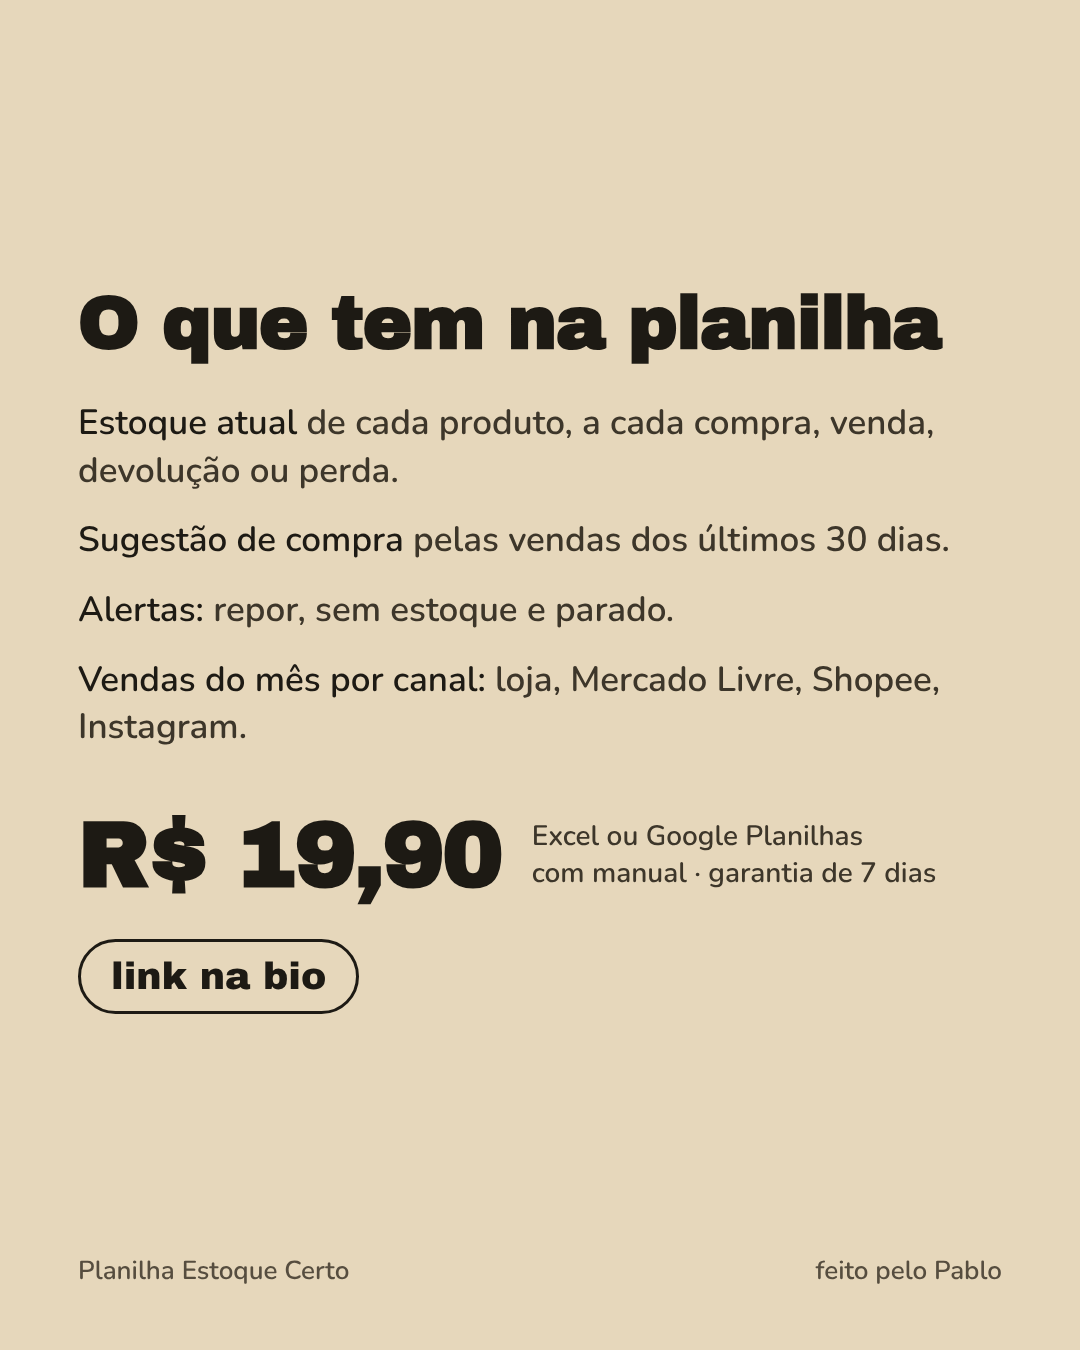 O que tem na planilha
Estoque atual de cada produto, a cada compra, venda,
devolução ou perda.
Sugestão de compra pelas vendas dos últimos 30 dias.
Alertas: repor, sem estoque e parado.
Vendas do mês por canal: loja, Mercado Livre, Shopee,
Instagram.
R$ 19,90
Excel ou Google Planilhas
com manual · garantia de 7 dias
link na bio
Planilha Estoque Certo
feito pelo Pablo